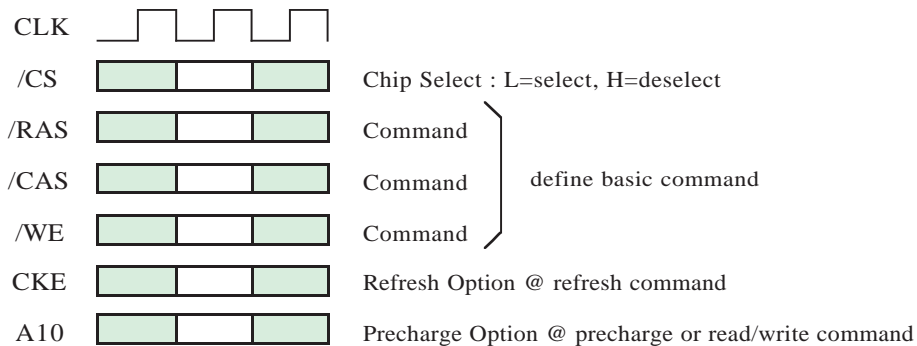 CLK
/CS Chip Select : L=select, H=deselect
/RAS Command
/CAS Command define basic command
/WE Command
CKE Refresh Option @ refresh command
A10 Precharge Option @ precharge or read/write command